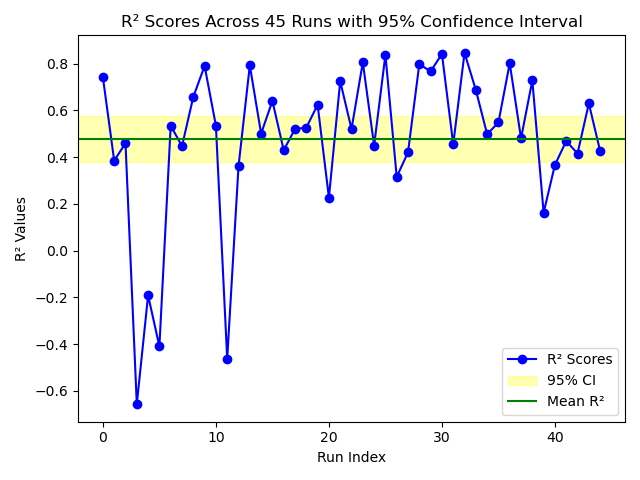 R² Scores Across 45 Runs with 95% Confidence Interval
R² Values
0.8
0.6
0.4
0.2
0.0
−0.2
−0.4
−0.6
R² Scores
95% CI
Mean R²
0 10 20 30 40
Run Index